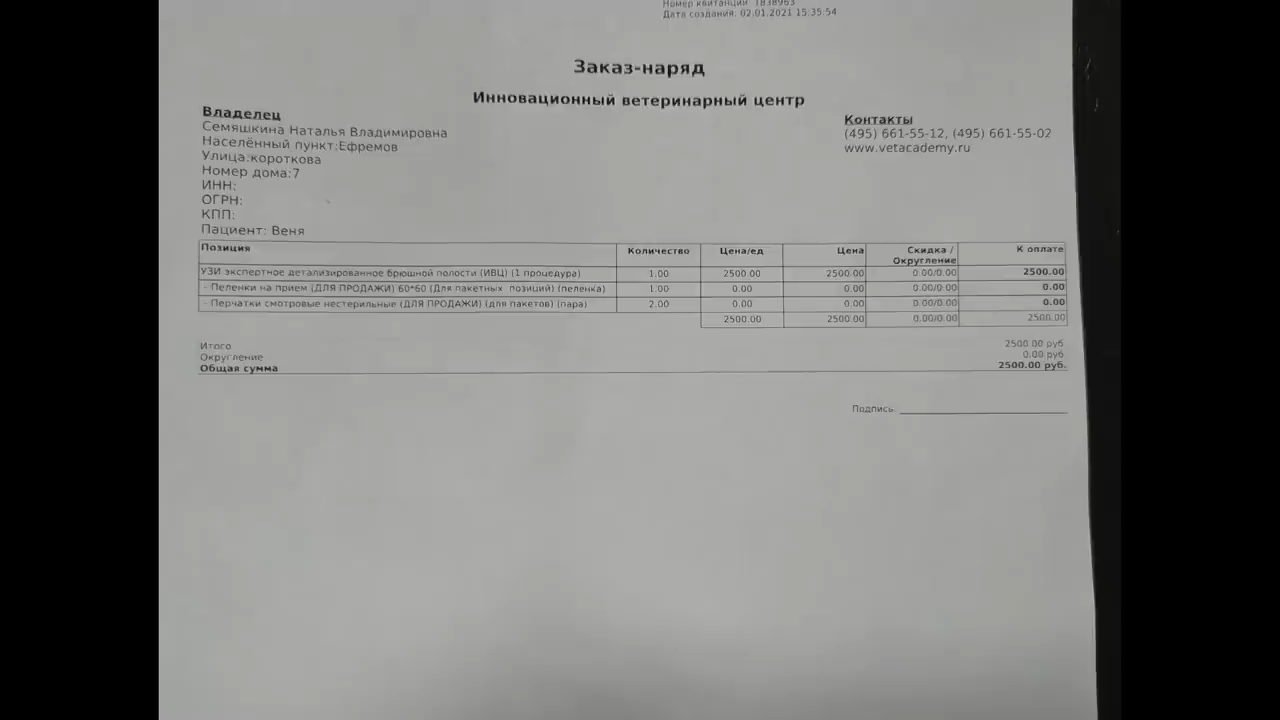 Номер квитанции: 1838963
Дата создания: 02.01.2021 15:35:54
Заказ-наряд
Инновационный ветеринарный центр
Владелец
Семяшкина Наталья Владимировна
Населённый пункт:Ефремов
Улица:короткова
Номер дома:7
ИНН:
ОГРН:
КПП:
Пациент: Веня
Контакты
(495) 661-55-12, (495) 661-55-02
www.vetacademy.ru
Позиция Количество Цена/ед Цена Скидка / Округление К оплате
УЗИ экспертное детализированное брюшной полости (ИВЦ) (1 процедура) 1.00 2500.00 2500.00 0.00/0.00 2500.00
- Пеленки на прием (ДЛЯ ПРОДАЖИ) 60*60 (Для пакетных позиций) (пеленка) 1.00 0.00 0.00 0.00/0.00 0.00
- Перчатки смотровые нестерильные (ДЛЯ ПРОДАЖИ) (для пакетов) (пара) 2.00 0.00 0.00 0.00/0.00 0.00
2500.00 2500.00 0.00/0.00 2500.00
Итого 2500.00 руб.
Округление 0.00 руб.
Общая сумма 2500.00 руб.
Подпись: